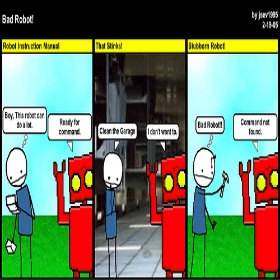 Bad Robot!
by jsev1995
2-19-05
Robot Instruction Manual
Boy, This robot can
do a lot.
Ready for
command.
That Stinks!
Clean the Garage
I don't want to.
Stubborn Robot!
Bad Robot!!
Command not
found.